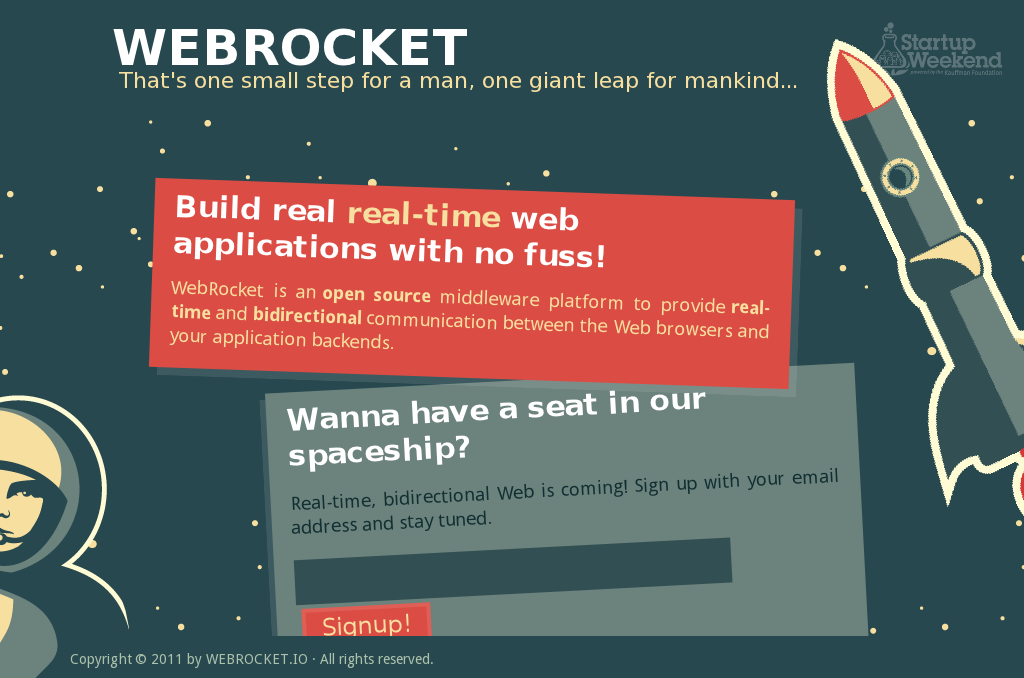 WEBROCKET
That's one small step for a man, one giant leap for mankind...
Startup
Weekend
powered by the Kauffman Foundation
Build real real-time web
applications with no fuss!
WebRocket is an open source middleware platform to provide real-
time and bidirectional communication between the Web browsers and
your application backends.
Wanna have a seat in our
spaceship?
Real-time, bidirectional Web is coming! Sign up with your email
address and stay tuned.
Signup!
Copyright © 2011 by WEBROCKET.IO · All rights reserved.